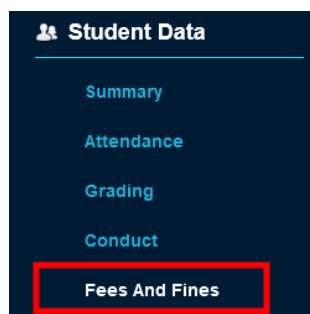 Student Data
Summary
Attendance
Grading
Conduct
Fees And Fines